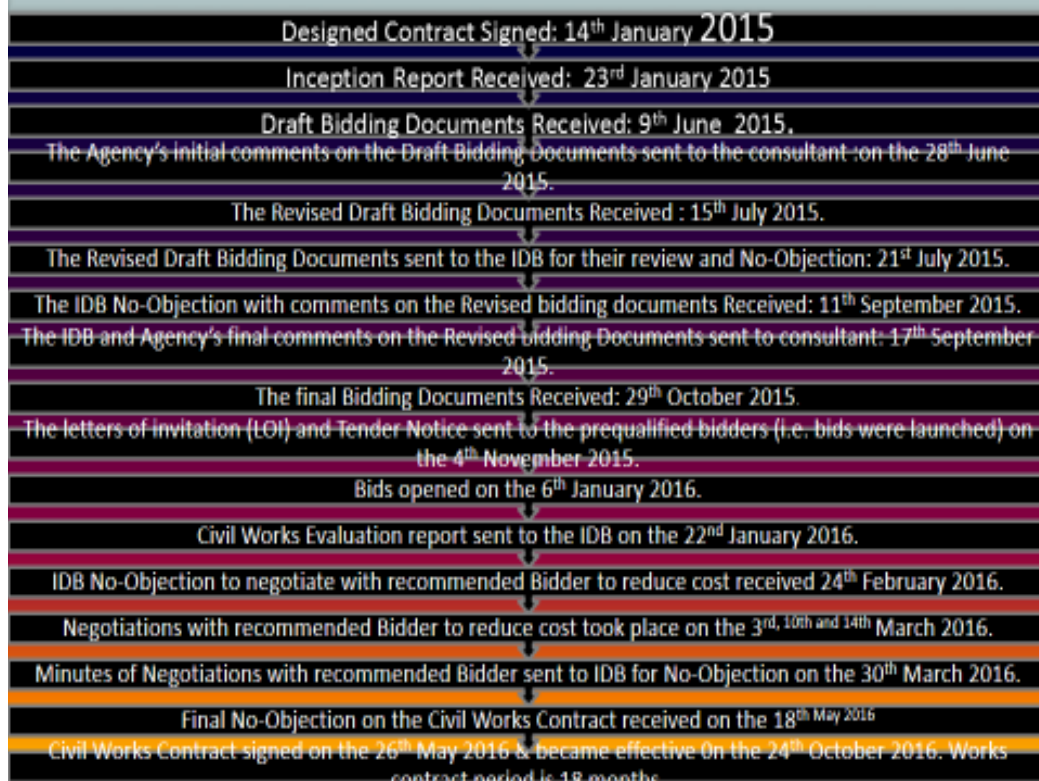 Designed Contract Signed: 14th January 2015
Inception Report Received: 23rd January 2015
Draft Bidding Documents Received: 9th June 2015.
The Agency's initial comments on the Draft Bidding Documents sent to the consultant :on the 28th June
2015.
The Revised Draft Bidding Documents Received : 15th July 2015.
The Revised Draft Bidding Documents sent to the IDB for their review and No-Objection: 21st July 2015.
The IDB No-Objection with comments on the Revised bidding documents Received: 11th September 2015.
The IDB and Agency's final comments on the Revised Bidding Documents sent to consultant: 17th September
2015.
The final Bidding Documents Received: 29th October 2015.
The letters of invitation (LOI) and Tender Notice sent to the prequalified bidders (i.e. bids were launched) on
the 4th November 2015.
Bids opened on the 6th January 2016.
Civil Works Evaluation report sent to the IDB on the 22nd January 2016.
IDB No-Objection to negotiate with recommended Bidder to reduce cost received 24th February 2016.
Negotiations with recommended Bidder to reduce cost took place on the 3rd, 10th and 14th March 2016.
Minutes of Negotiations with recommended Bidder sent to IDB for No-Objection on the 30th March 2016.
Final No-Objection on the Civil Works Contract received on the 18th May 2016
Civil Works Contract signed on the 26th May 2016 & became effective 0n the 24th October 2016. Works
contract period is 18 months